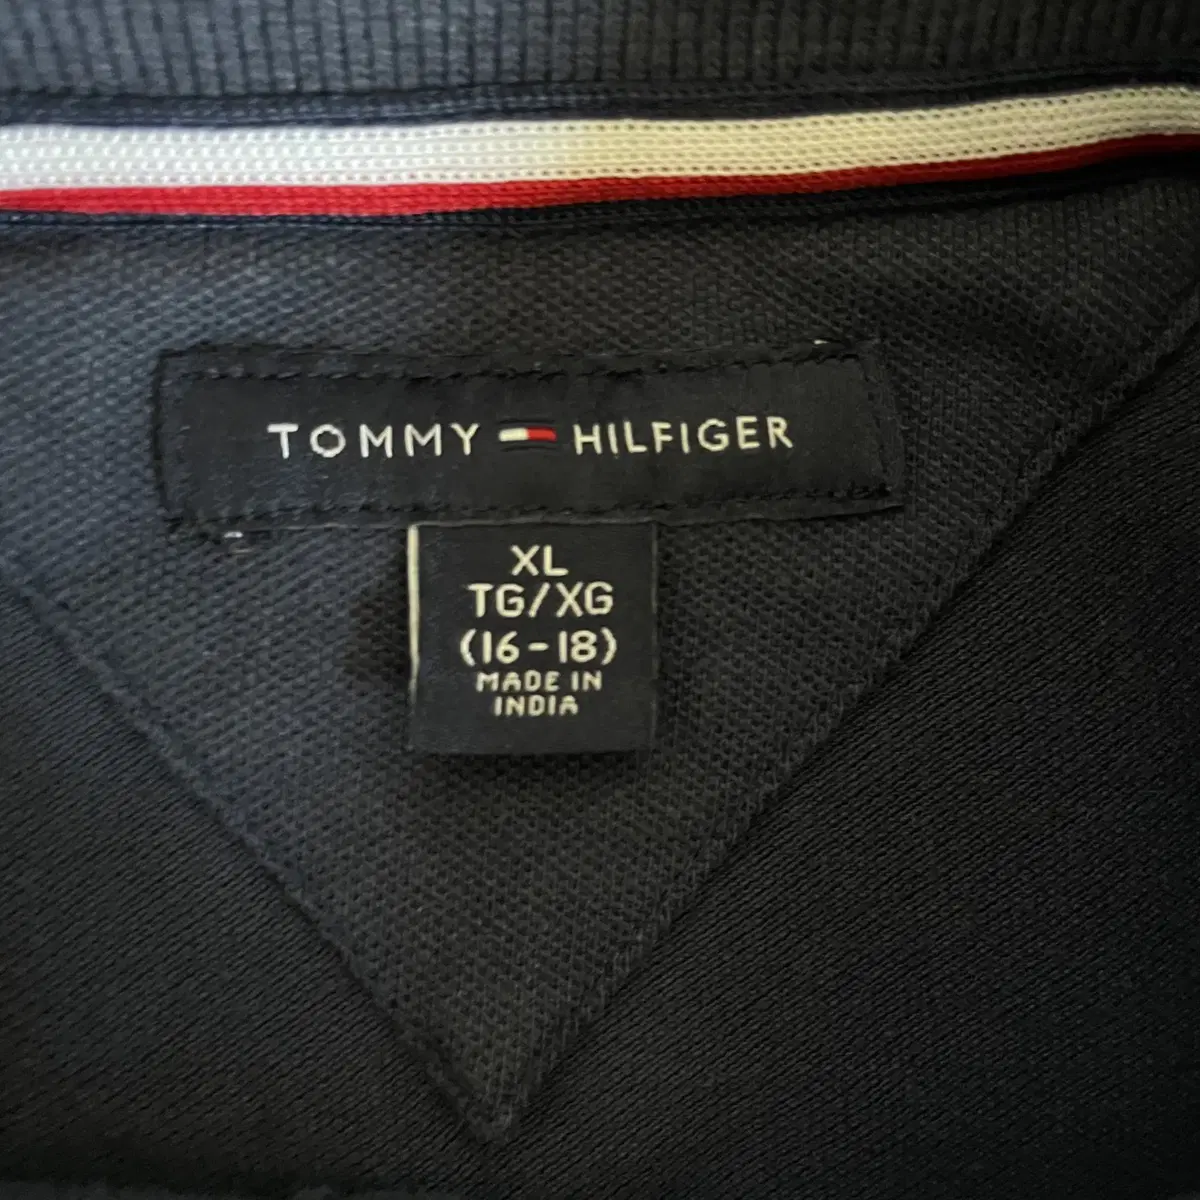 TOMMY HILFIGER
XL
TG/XG
(16-18)
MADE IN
INDIA